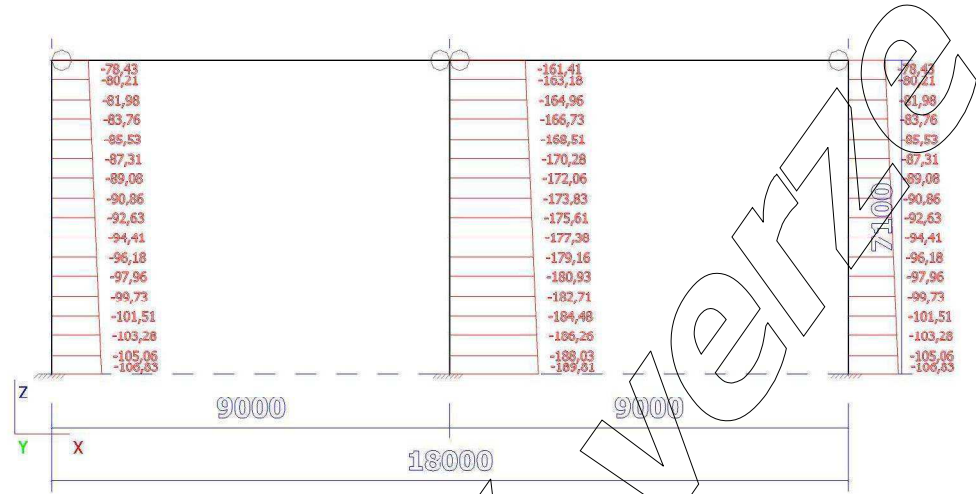 -78,43 -161,41 -78,43
-80,21 -163,18 -80,21
-81,98 -164,96 -81,98
-83,76 -166,73 -83,76
-85,53 -168,51 -85,53
-87,31 -170,28 -87,31
-89,08 -172,06 -89,08
-90,86 -173,83 -90,86
-92,63 -175,61 -92,63
-94,41 -177,38 -94,41
-96,18 -179,16 -96,18
-97,96 -180,93 -97,96
-99,73 -182,71 -99,73
-101,51 -184,48 -101,51
-103,28 -186,26 -103,28
-105,06 -188,03 -105,06
-106,83 -189,81 -106,83
7100
Z
Y X
9000 9000
18000
verze